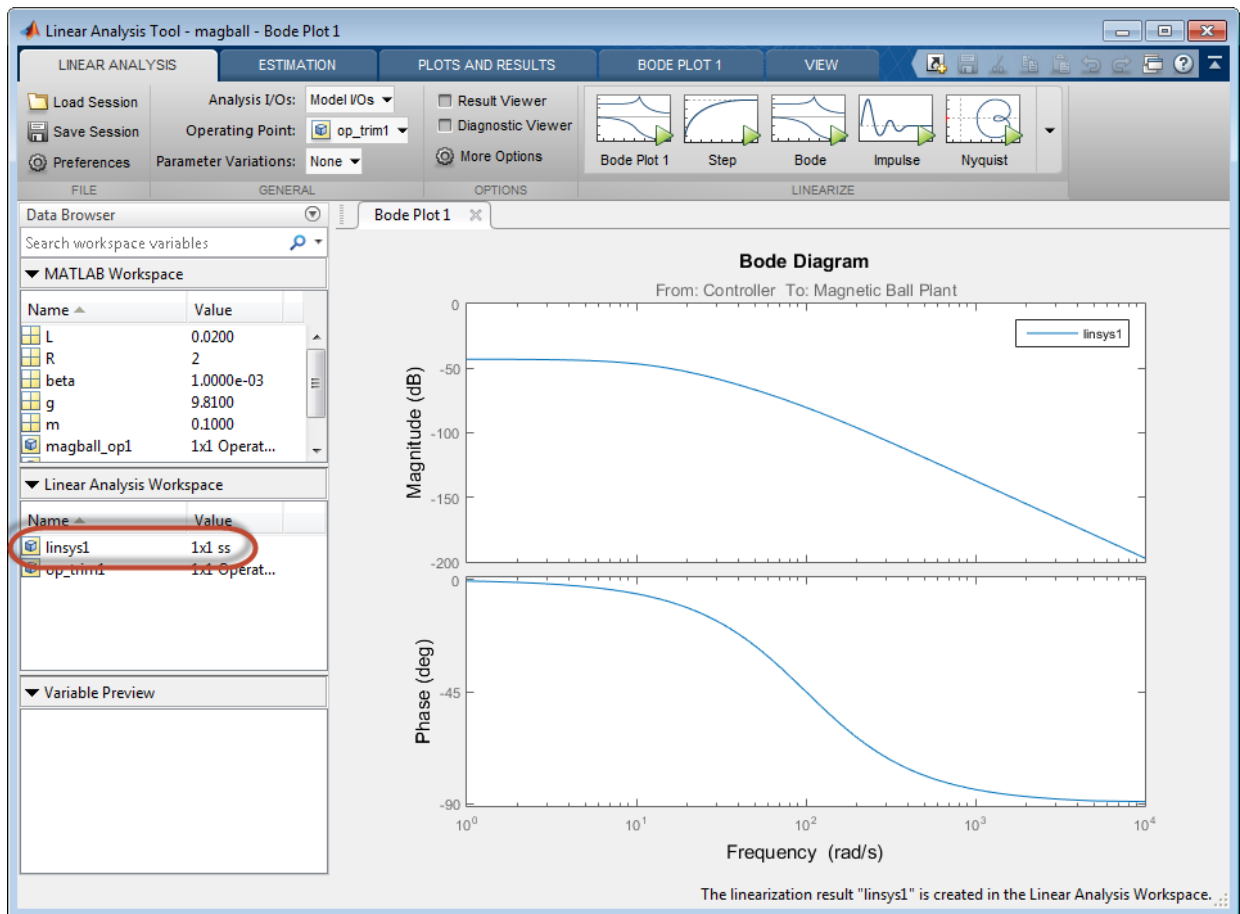 Linear Analysis Tool - magball - Bode Plot 1
LINEAR ANALYSIS ESTIMATION PLOTS AND RESULTS BODE PLOT 1 VIEW
Load Session
Save Session
Preferences
FILE
Analysis I/Os: Model I/Os
Operating Point: op_trim1
Parameter Variations: None
GENERAL
Result Viewer
Diagnostic Viewer
More Options
OPTIONS
Bode Plot 1 Step Bode Impulse Nyquist
LINEARIZE
Data Browser
Search workspace variables
MATLAB Workspace
Name Value
L 0.0200
R 2
beta 1.0000e-03
g 9.8100
m 0.1000
magball_op1 1x1 Operat...
Linear Analysis Workspace
Name Value
linsys1 1x1 ss
op_trim1 1x1 Operat...
Variable Preview
Bode Plot 1
Bode Diagram
From: Controller To: Magnetic Ball Plant
linsys1
Magnitude (dB)
0
-50
-100
-150
-200
Phase (deg)
0
-45
-90
10⁰ 10¹ 10² 10³ 10⁴
Frequency (rad/s)
The linearization result "linsys1" is created in the Linear Analysis Workspace.